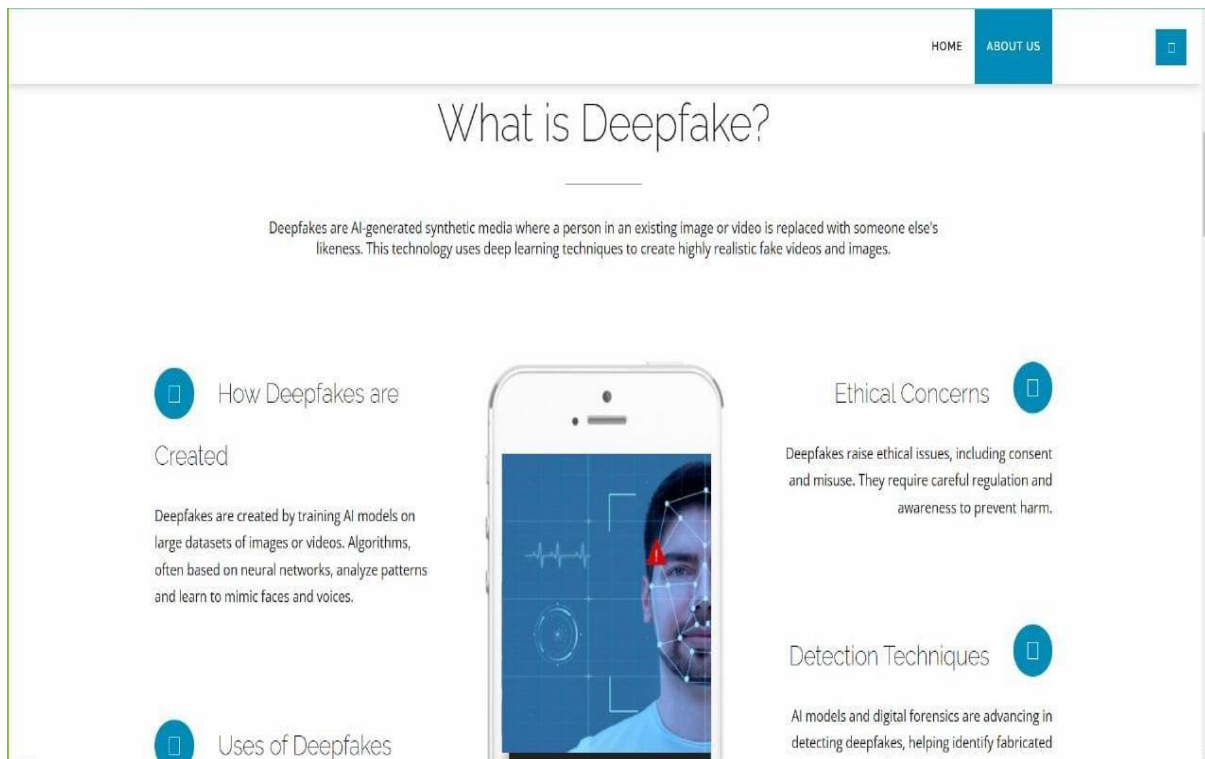 HOME ABOUT US
What is Deepfake?
Deepfakes are AI-generated synthetic media where a person in an existing image or video is replaced with someone else's
likeness. This technology uses deep learning techniques to create highly realistic fake videos and images.
How Deepfakes are
Created
Deepfakes are created by training AI models on
large datasets of images or videos. Algorithms,
often based on neural networks, analyze patterns
and learn to mimic faces and voices.
Uses of Deepfakes
Ethical Concerns
Deepfakes raise ethical issues, including consent
and misuse. They require careful regulation and
awareness to prevent harm.
Detection Techniques
AI models and digital forensics are advancing in
detecting deepfakes, helping identify fabricated